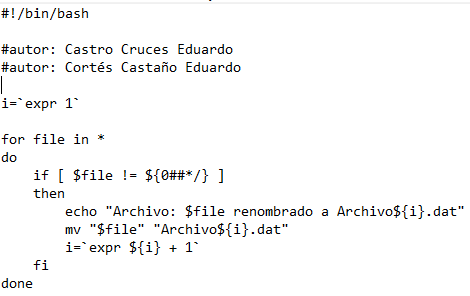 #!/bin/bash

#autor: Castro Cruces Eduardo
#autor: Cortés Castaño Eduardo

i=`expr 1`

for file in *
do
    if [ $file != ${0##*/} ]
    then
        echo "Archivo: $file renombrado a Archivo${i}.dat"
        mv "$file" "Archivo${i}.dat"
        i=`expr ${i} + 1`
    fi
done